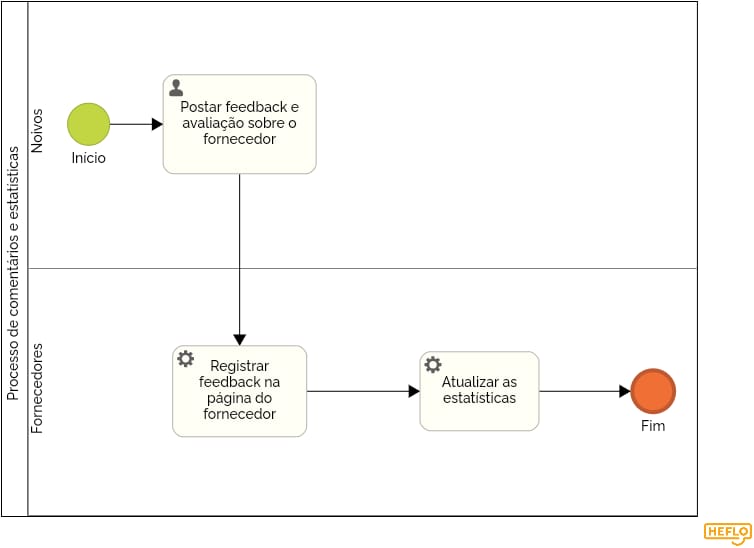 Processo de comentários e estatísticas
Noivos
Início
Postar feedback e
avaliação sobre o
fornecedor
Fornecedores
Registrar
feedback na
página do
fornecedor
Atualizar as
estatísticas
Fim
HEFLO